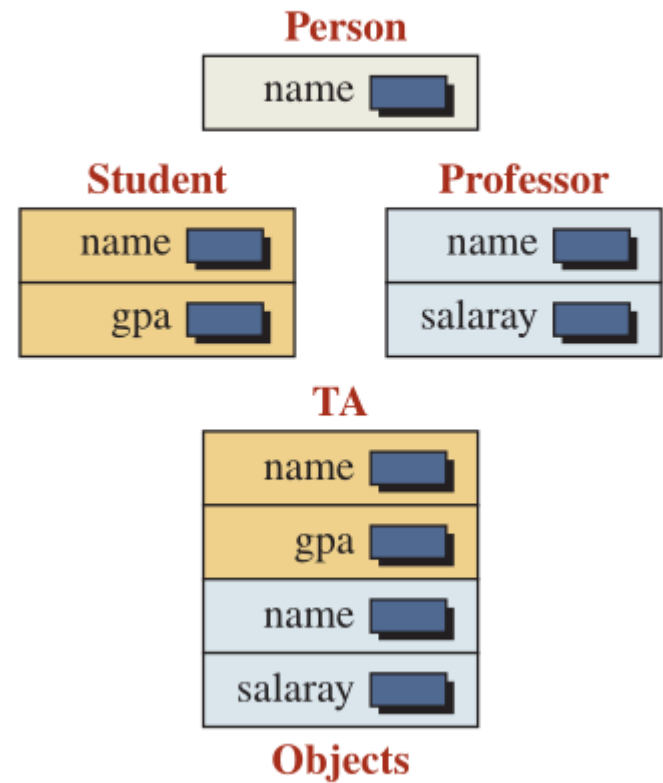 Person
name
Student
Professor
name
name
gpa
salaray
TA
name
gpa
name
salaray
Objects